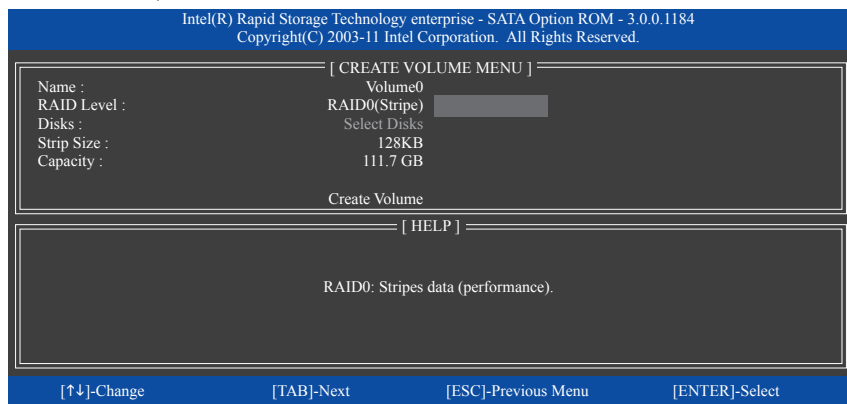 Intel(R) Rapid Storage Technology enterprise - SATA Option ROM - 3.0.0.1184
Copyright(C) 2003-11 Intel Corporation. All Rights Reserved.
[ CREATE VOLUME MENU ]
Name : Volume0
RAID Level : RAID0(Stripe)
Disks : Select Disks
Strip Size : 128KB
Capacity : 111.7 GB
Create Volume
[ HELP ]
RAID0: Stripes data (performance).
[↑↓]-Change [TAB]-Next [ESC]-Previous Menu [ENTER]-Select